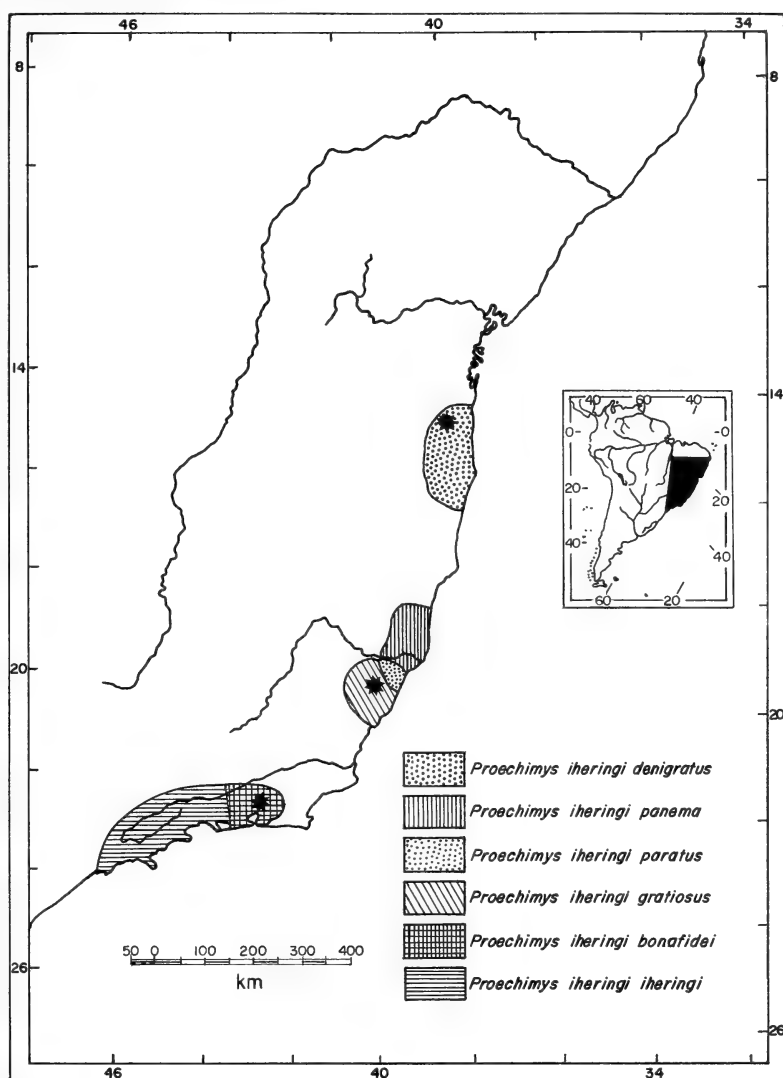 46 40 34
8 8
14 14
40 60 40
0 0
20 20
40 40
60 20
20 20
Proechimys iheringi denigratus
Proechimys iheringi panema
Proechimys iheringi paratus
Proechimys iheringi gratiosus
Proechimys iheringi bonafidei
Proechimys iheringi iheringi
50 0 100 200 300 400
km
26 26
46 40 34